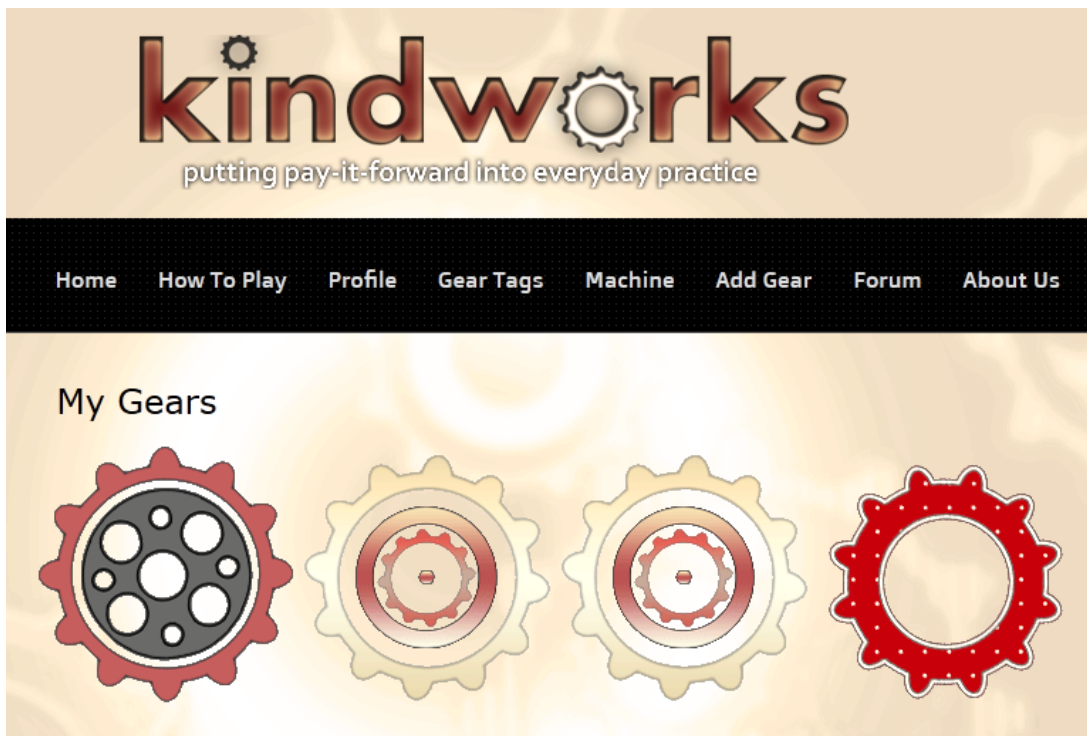 kindworks
putting pay-it-forward into everyday practice
Home How To Play Profile Gear Tags Machine Add Gear Forum About Us
My Gears